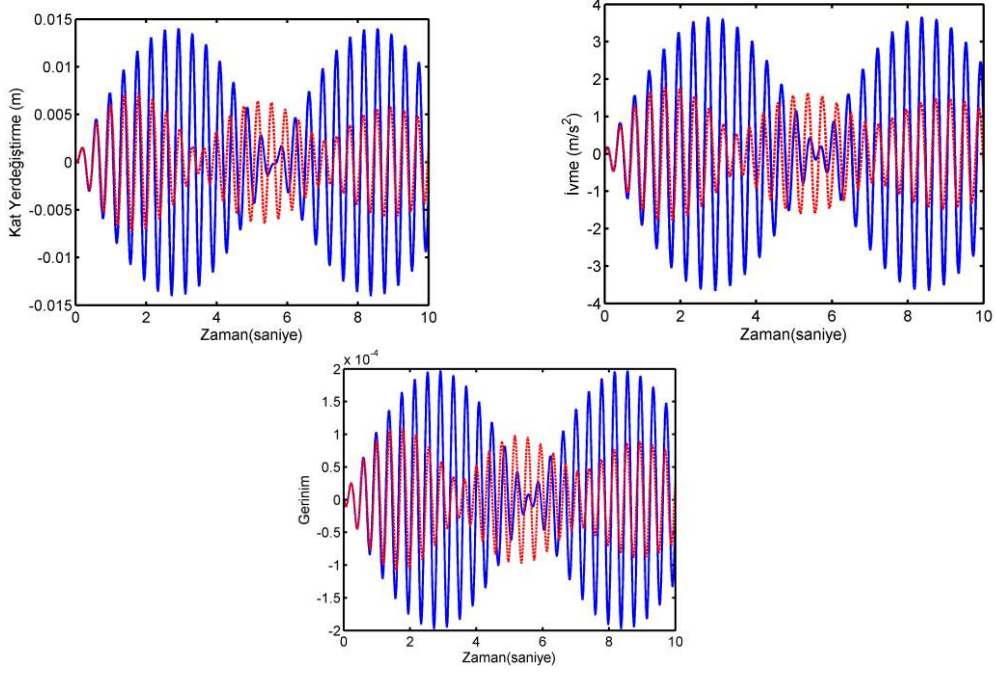 0.015
0.01
0.005
0
-0.005
-0.01
-0.015
Kat Yerdeğiştirme (m)
0 2 4 6 8 10
Zaman(saniye)
4
3
2
1
0
-1
-2
-3
-4
İvme (m/s²)
0 2 4 6 8 10
Zaman(saniye)
2 x 10⁻⁴
1.5
1
0.5
0
-0.5
-1
-1.5
-2
Gerinim
0 2 4 6 8 10
Zaman(saniye)